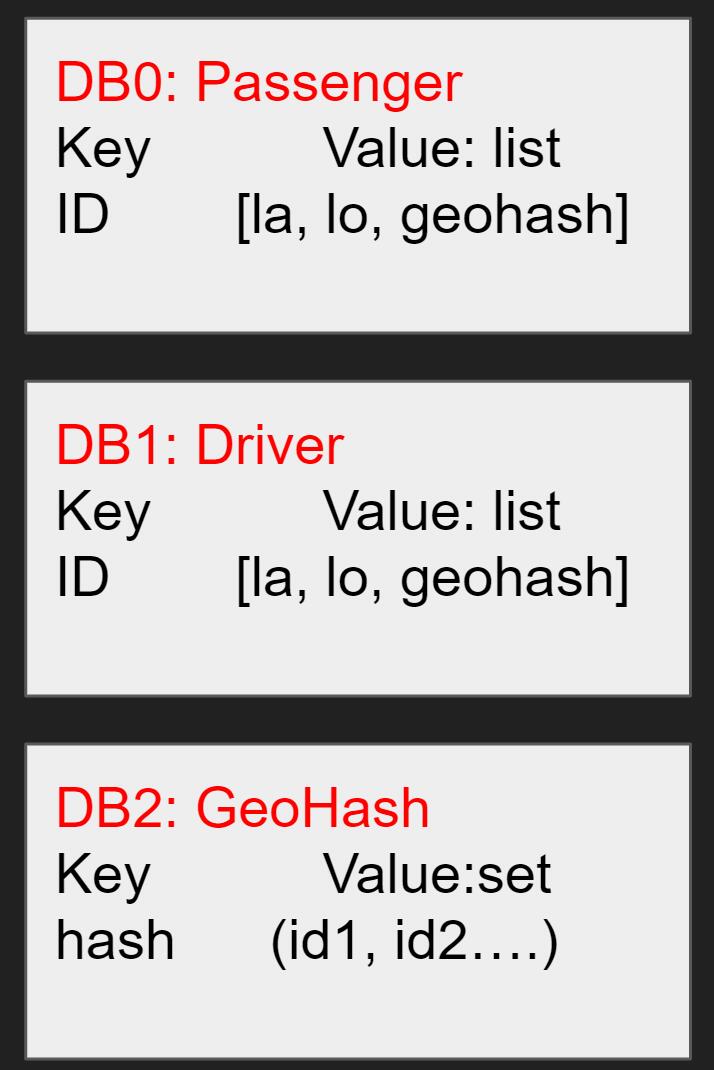 DB0: Passenger
Key Value: list
ID [la, lo, geohash]
DB1: Driver
Key Value: list
ID [la, lo, geohash]
DB2: GeoHash
Key Value:set
hash (id1, id2….)